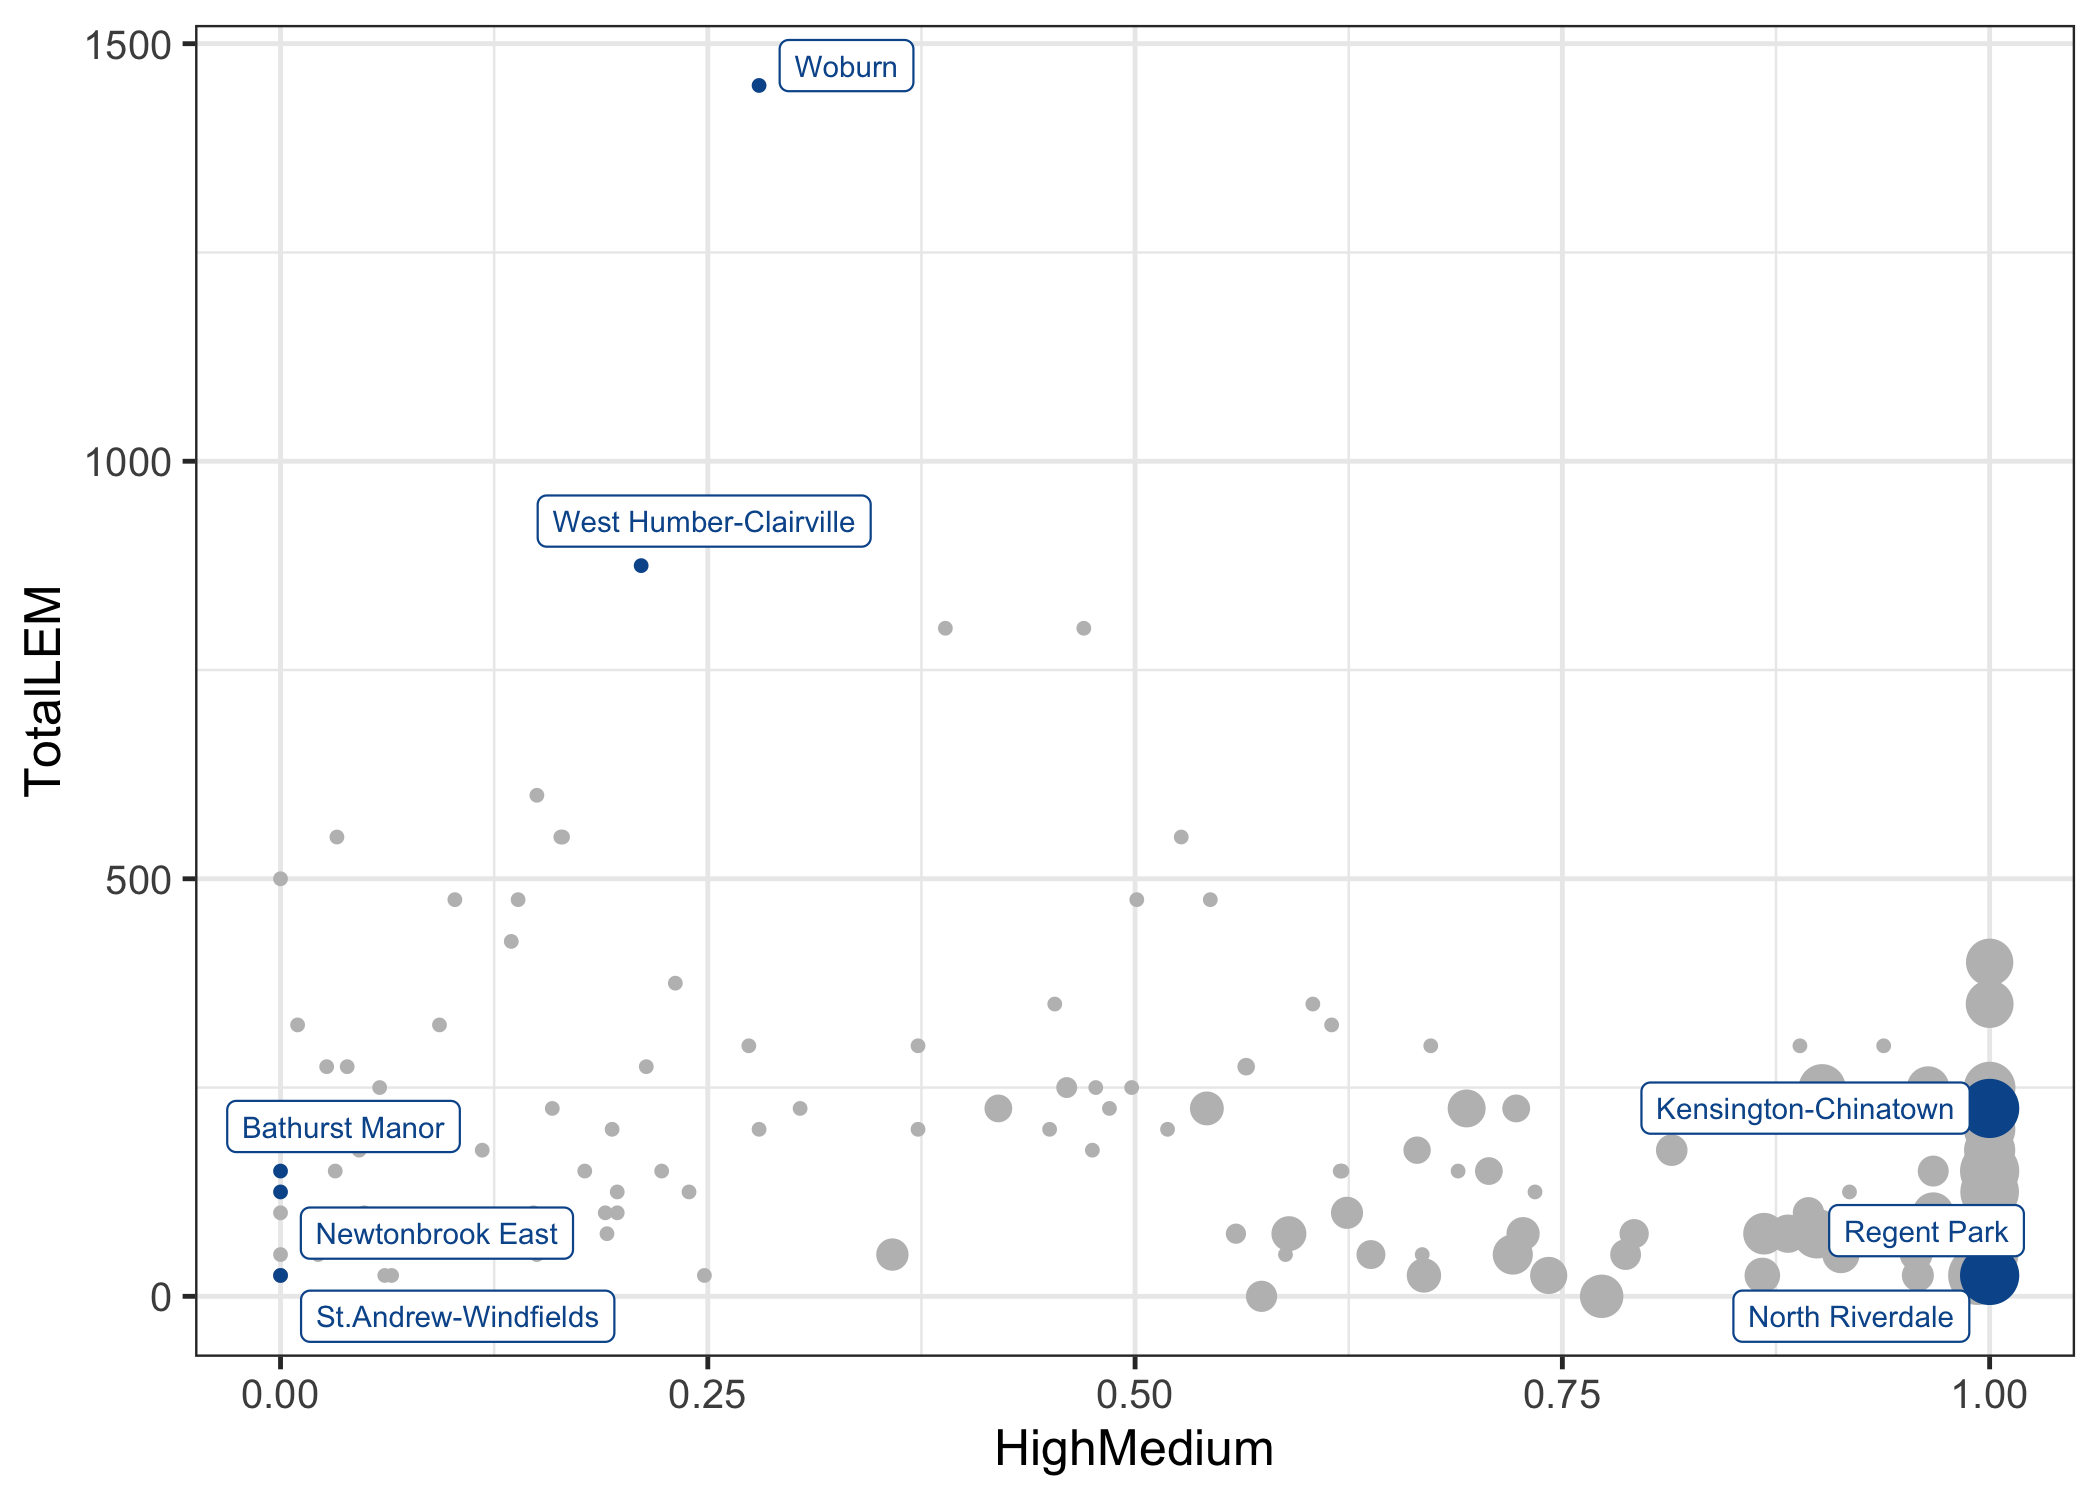 1500
1000
500
0
TotalLEM
Woburn
West Humber-Clairville
Bathurst Manor
Kensington-Chinatown
Newtonbrook East
Regent Park
St.Andrew-Windfields
North Riverdale
0.00
0.25
0.50
0.75
1.00
HighMedium